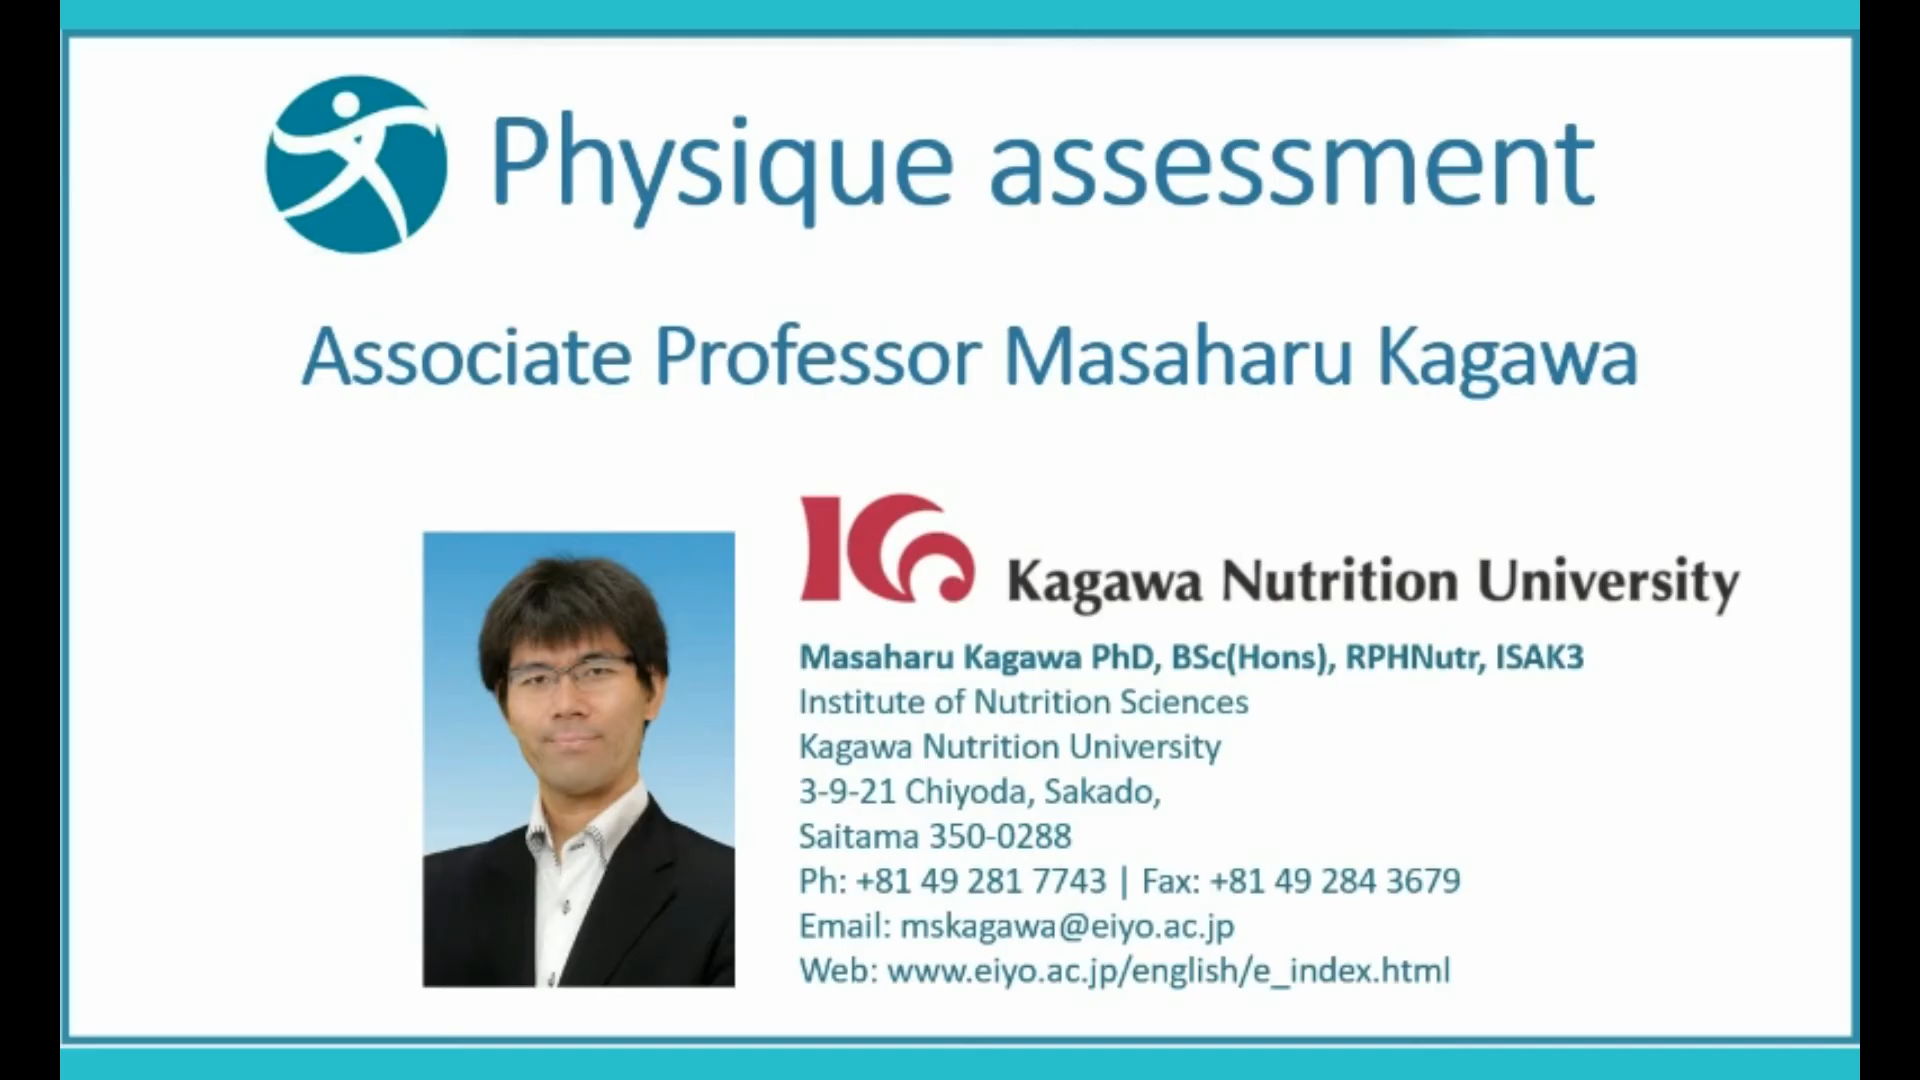 Physique assessment
Associate Professor Masaharu Kagawa
Kagawa Nutrition University
Masaharu Kagawa PhD, BSc(Hons), RPHNutr, ISAK3
Institute of Nutrition Sciences
Kagawa Nutrition University
3-9-21 Chiyoda, Sakado,
Saitama 350-0288
Ph: +81 49 281 7743 | Fax: +81 49 284 3679
Email: mskagawa@eiyo.ac.jp
Web: www.eiyo.ac.jp/english/e_index.html